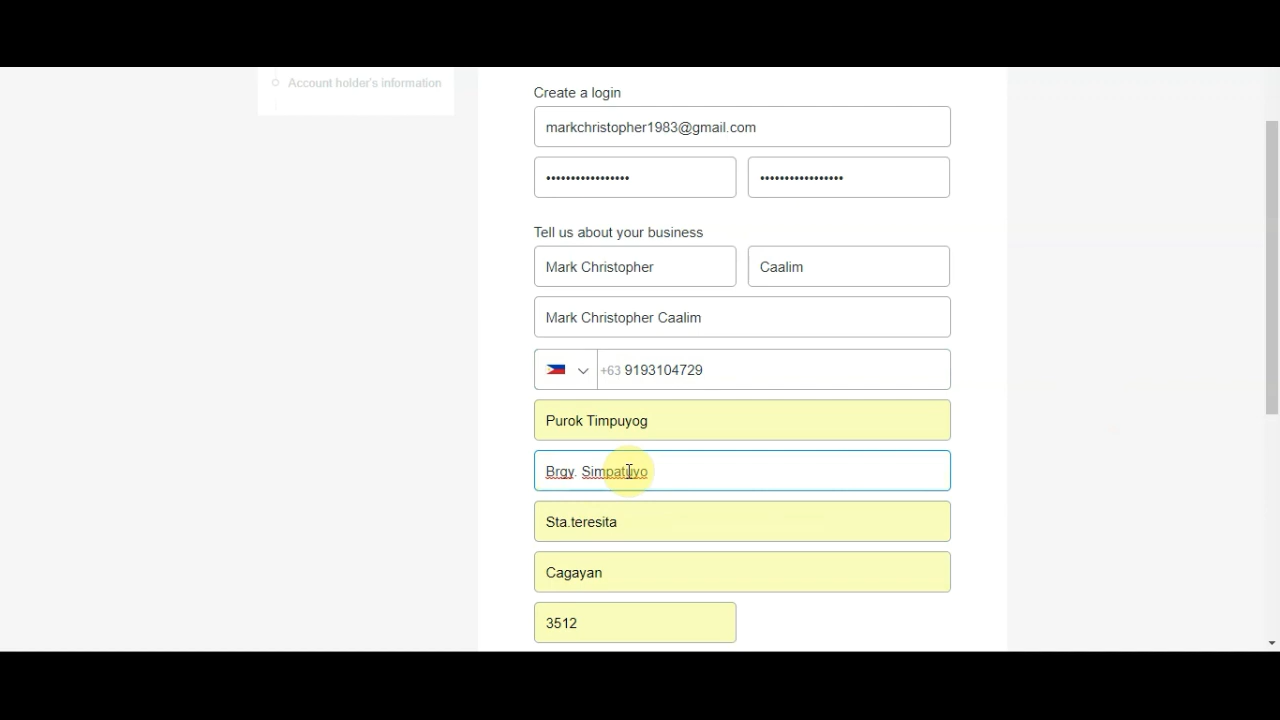 Account holder's information
Create a login
markchristopher1983@gmail.com
••••••••••••••••• •••••••••••••••••
Tell us about your business
Mark Christopher Caalim
Mark Christopher Caalim
+63 9193104729
Purok Timpuyog
Brgy. Simpatuyo
Sta.teresita
Cagayan
3512